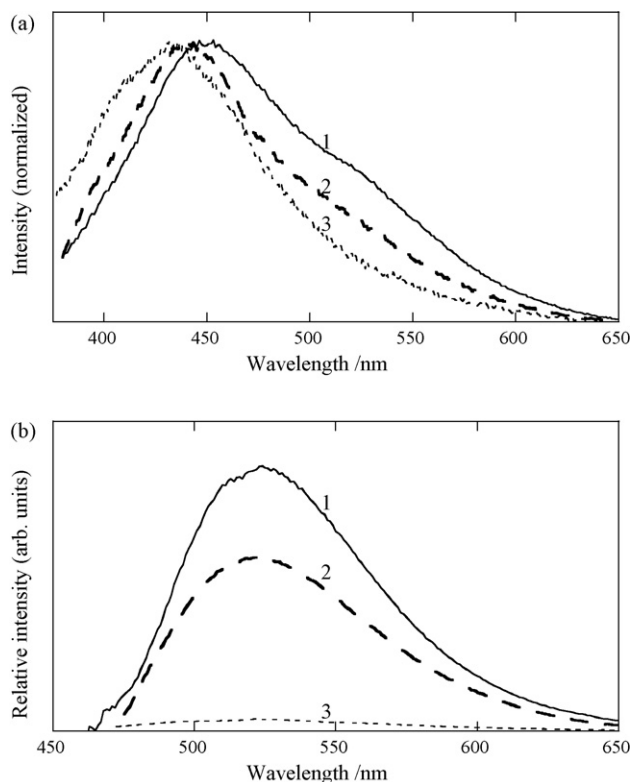 (a)
Intensity (normalized)
1
2
3
400 450 500 550 600 650
Wavelength /nm
(b)
Relative intensity (arb. units)
1
2
3
450 500 550 600 650
Wavelength /nm